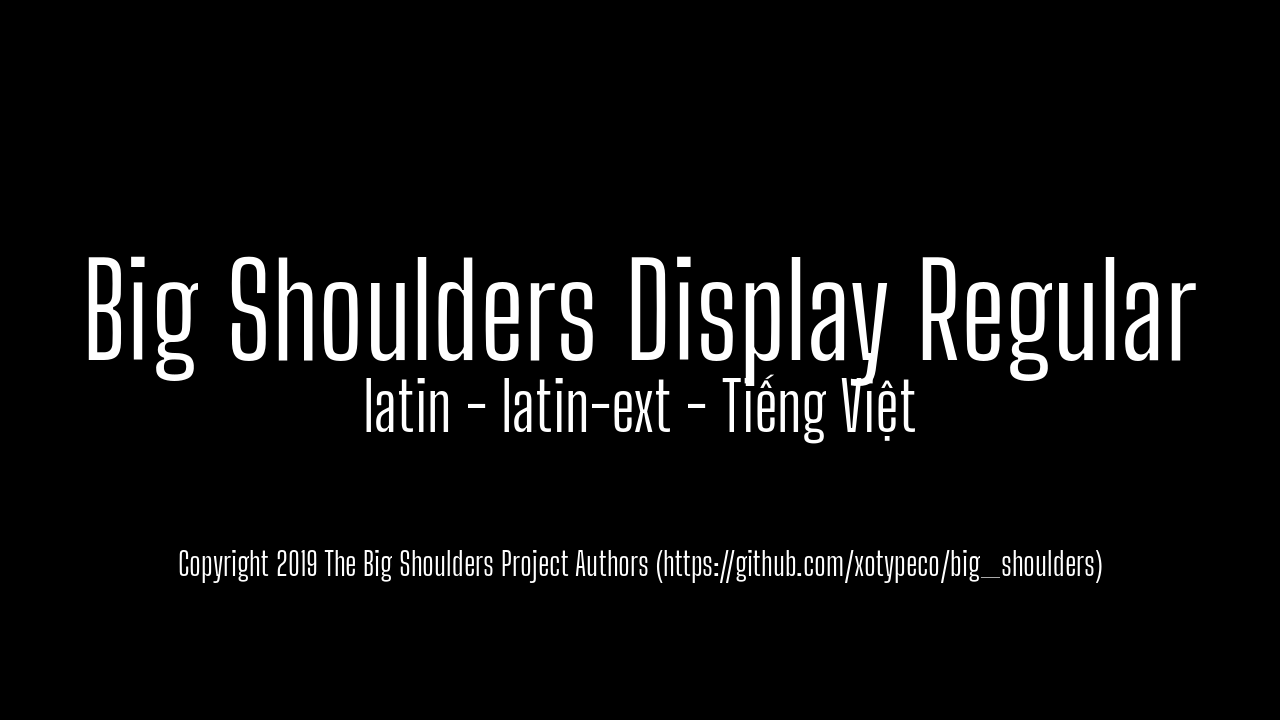 Big Shoulders Display Regular
latin - latin-ext - Tiếng Việt
Copyright 2019 The Big Shoulders Project Authors (https://github.com/xotypeco/big_shoulders)